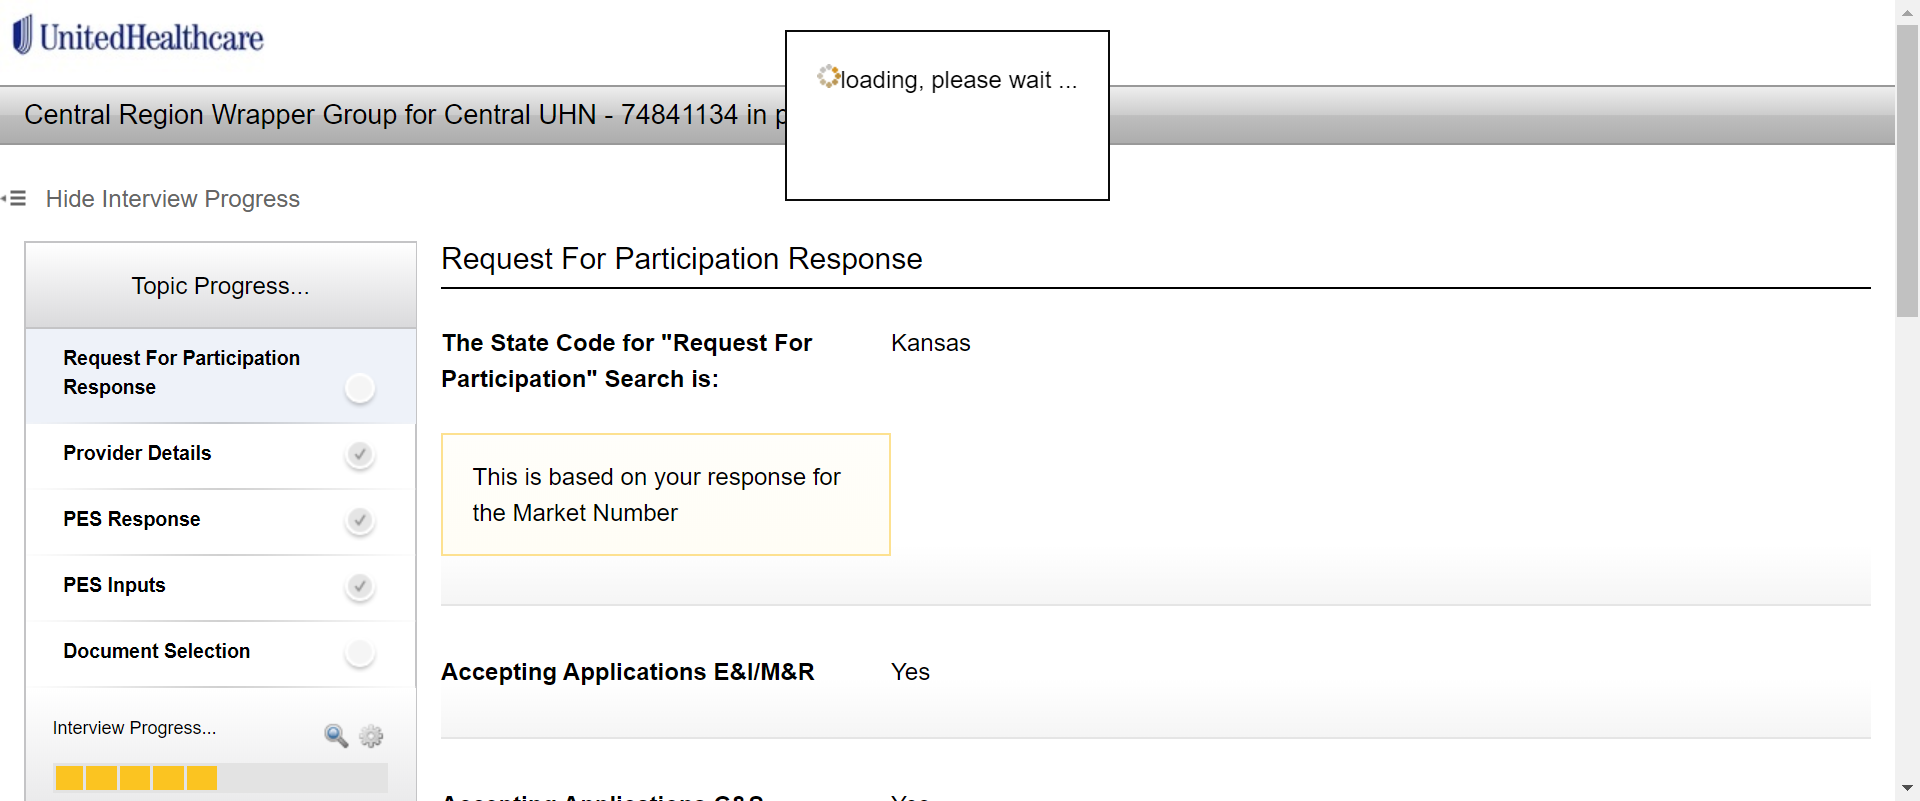 UnitedHealthcare
loading, please wait ...
Central Region Wrapper Group for Central UHN - 74841134 in
Hide Interview Progress
Topic Progress...
Request For Participation
Response
Provider Details
PES Response
PES Inputs
Document Selection
Interview Progress...
Request For Participation Response
The State Code for "Request For
Participation" Search is:
Kansas
This is based on your response for
the Market Number
Accepting Applications E&I/M&R
Yes
Accepting Applications C&S
Yes